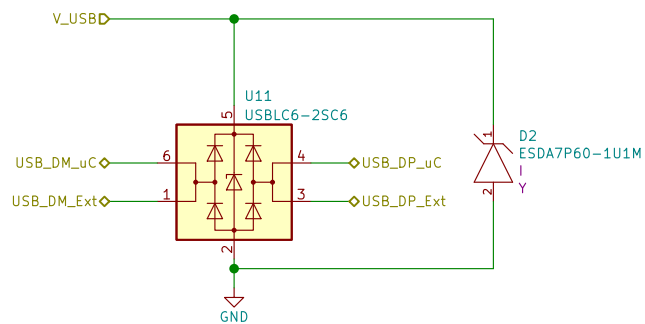 V_USB
U11
USBLC6-2SC6
5
1
D2
ESDA7P60-1U1M
USB_DM_uC
6
4
USB_DP_uC
I
Y
2
USB_DM_Ext
1
3
USB_DP_Ext
2
GND